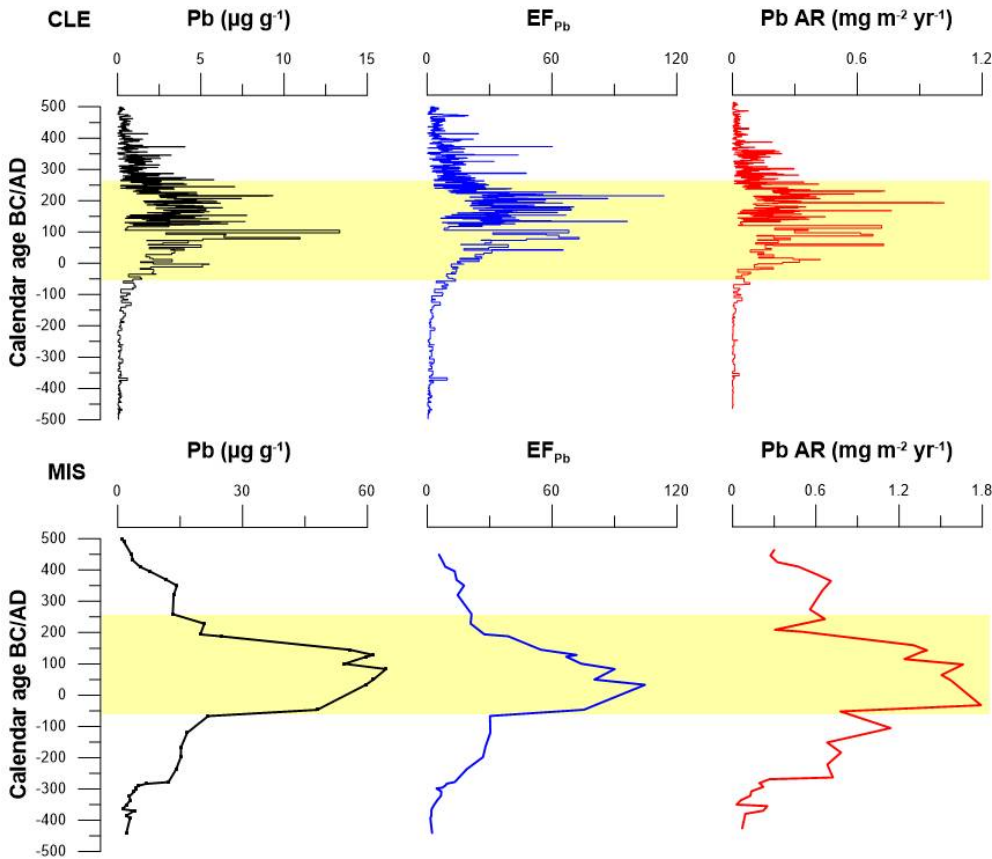 CLE
Pb (µg g⁻¹)
EF_Pb
Pb AR (mg m⁻² yr⁻¹)
0 5 10 15
0 60 120
0 0.6 1.2
Calendar age BC/AD
500
400
300
200
100
0
-100
-200
-300
-400
-500
MIS
Pb (µg g⁻¹)
EF_Pb
Pb AR (mg m⁻² yr⁻¹)
0 30 60
0 60 120
0 0.6 1.2 1.8
Calendar age BC/AD
500
400
300
200
100
0
-100
-200
-300
-400
-500